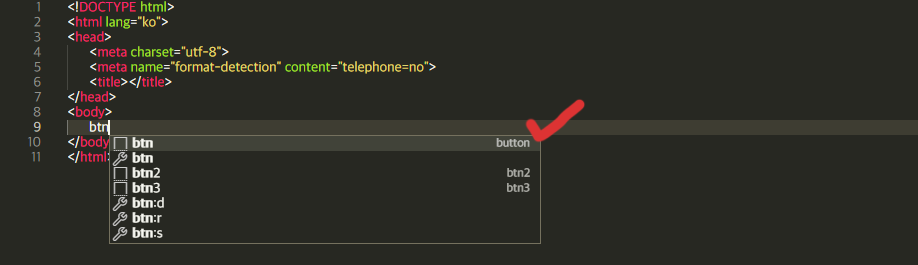 1 <!DOCTYPE html>
2 <html lang="ko">
3 <head>
4 <meta charset="utf-8">
5 <meta name="format-detection" content="telephone=no">
6 <title></title>
7 </head>
8 <body>
9 btn
10 </body
11 </html>
btn button
btn
btn2 btn2
btn3 btn3
btn:d
btn:r
btn:s